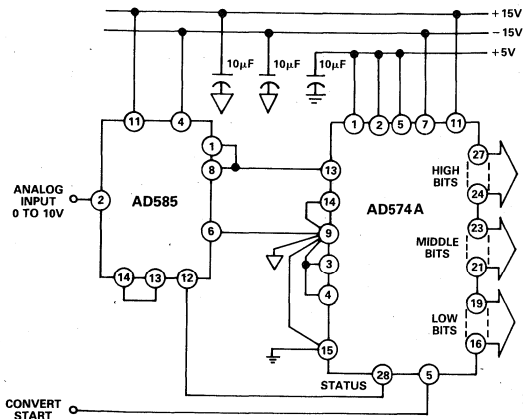 +15V
−15V
+5V
10μF 10μF 10μF
11 4
1 2 5 7 11
1
8
13
27
HIGH
BITS
24
ANALOG
INPUT
0 TO 10V
2
AD585
14
AD574A
6
9
23
MIDDLE
BITS
21
3
4
14 13 12
19
LOW
BITS
16
15
STATUS
28 5
CONVERT
START